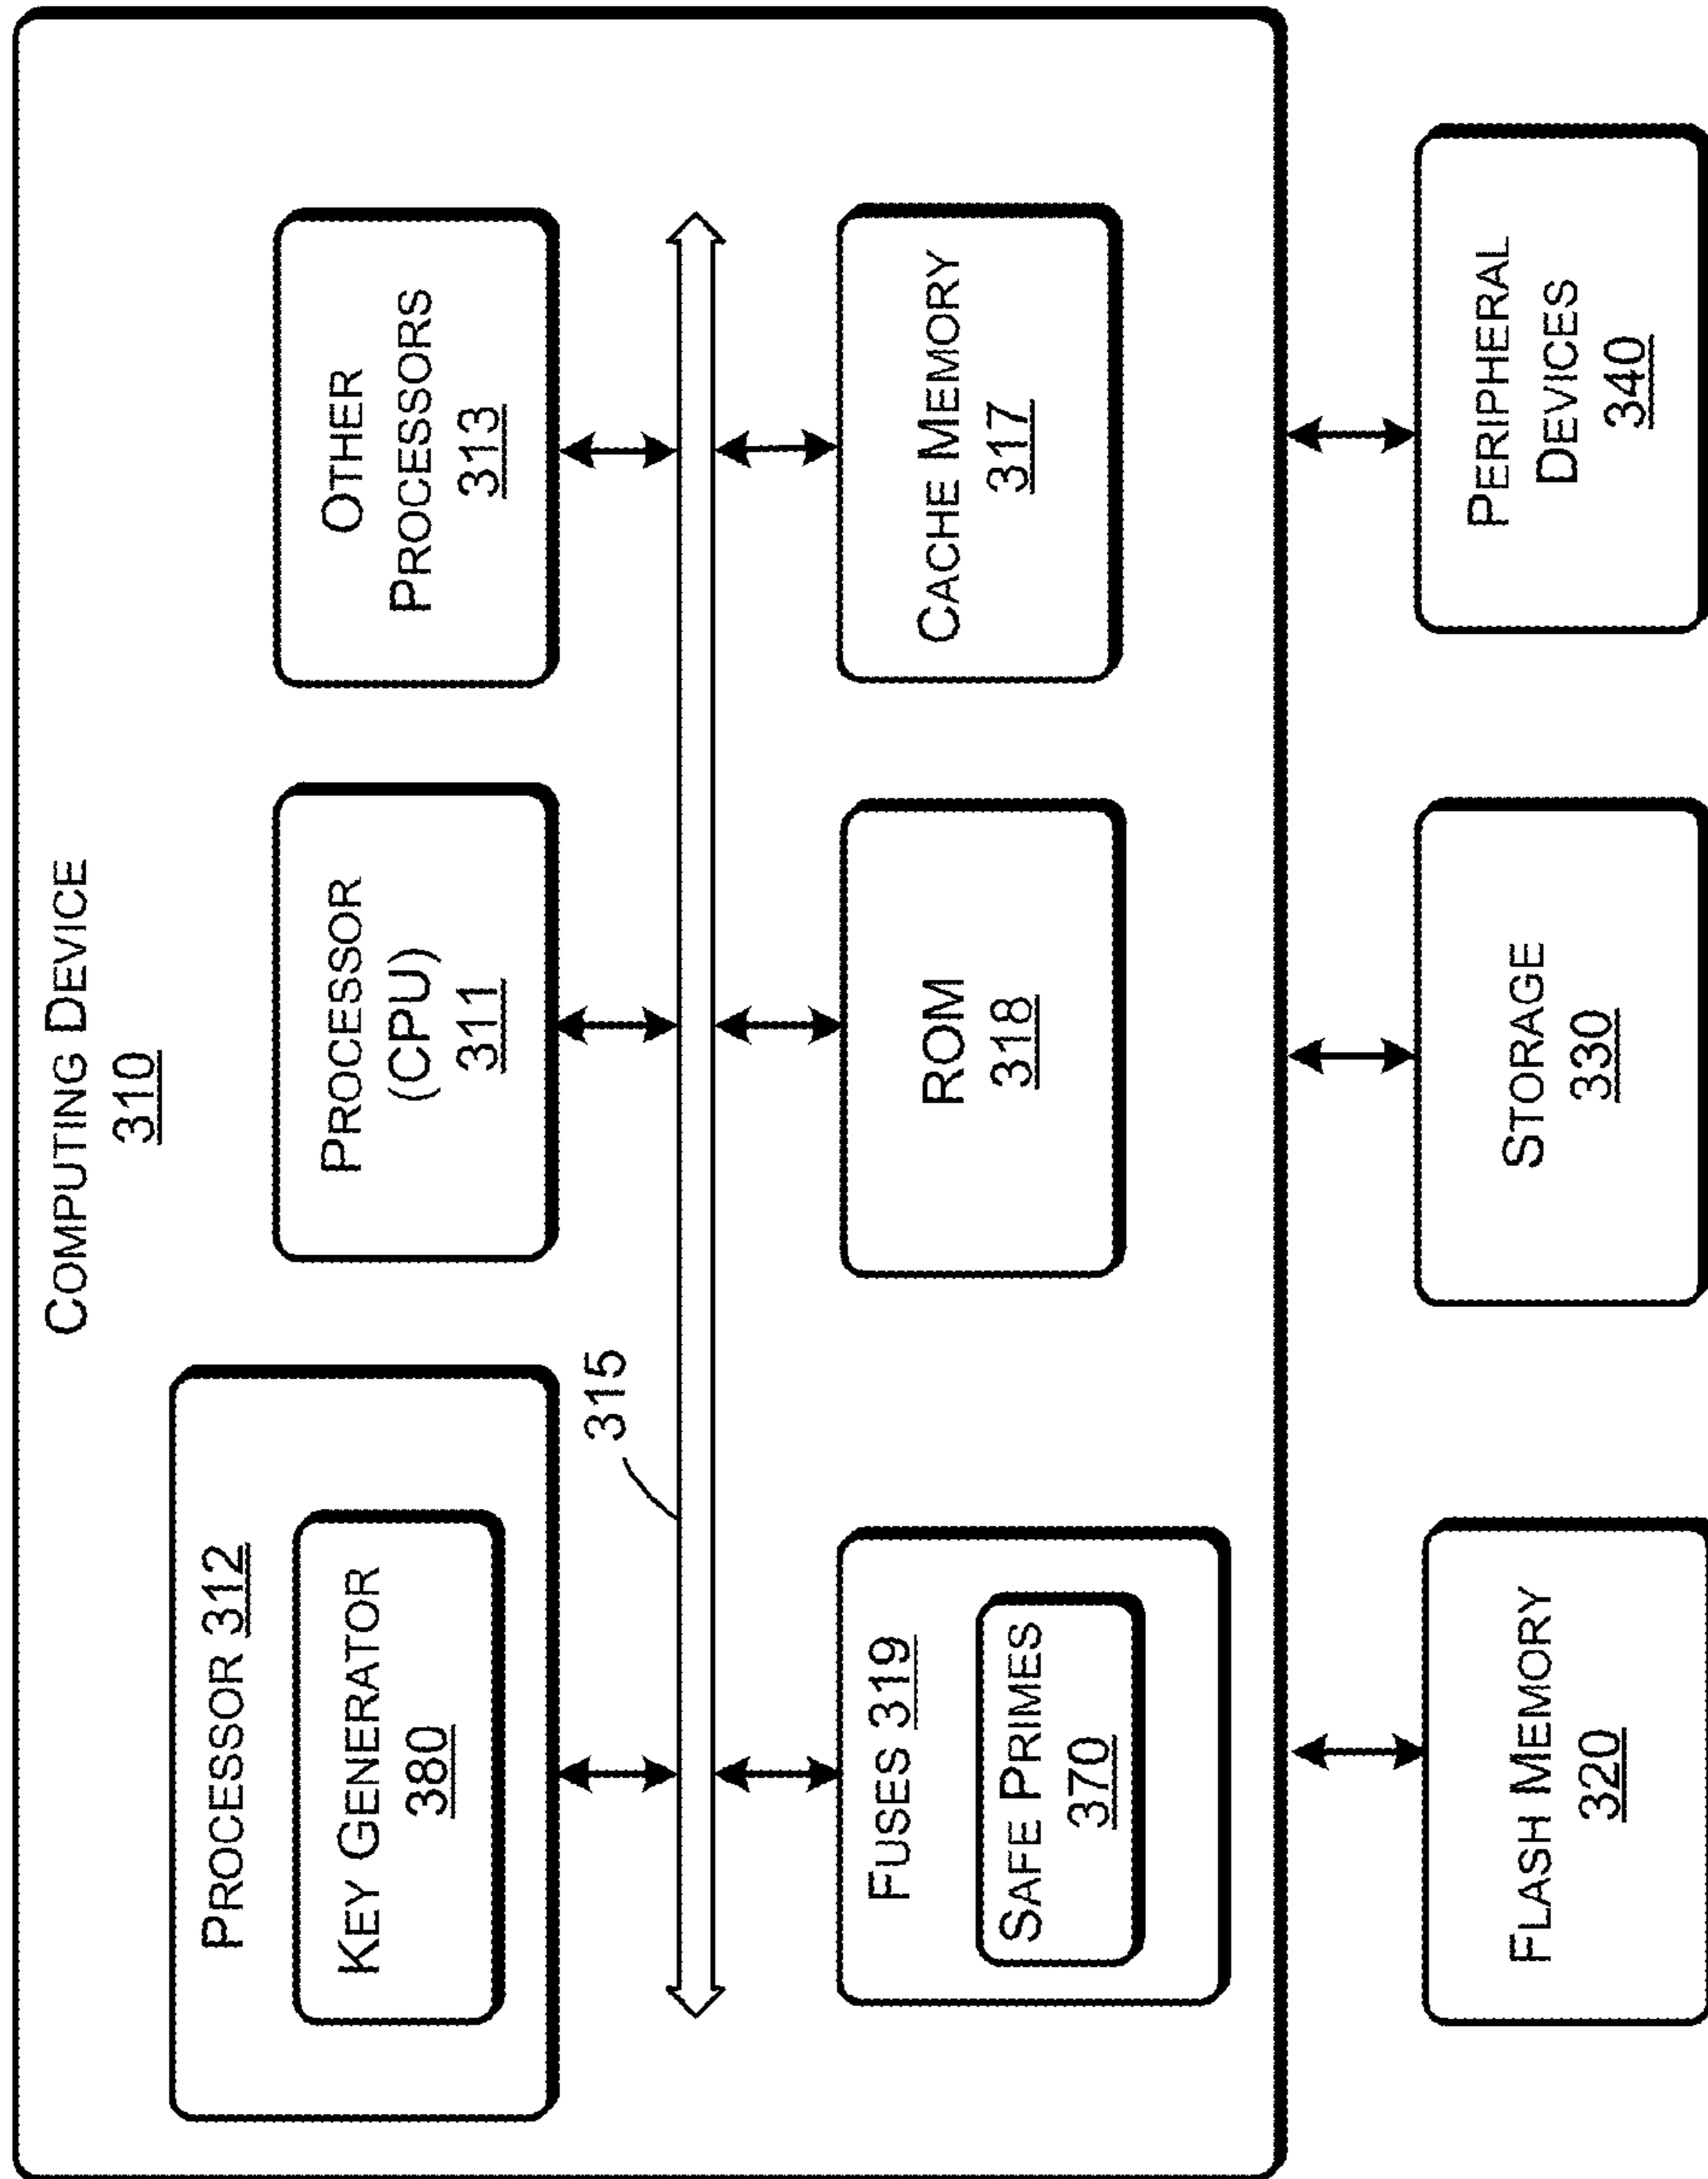 COMPUTING DEVICE
310
PROCESSOR 312
KEY GENERATOR
380
PROCESSOR
(CPU)
311
OTHER
PROCESSORS
313
315
FUSES 319
SAFE PRIMES
370
ROM
318
CACHE MEMORY
317
FLASH MEMORY
320
STORAGE
330
PERIPHERAL
DEVICES
340